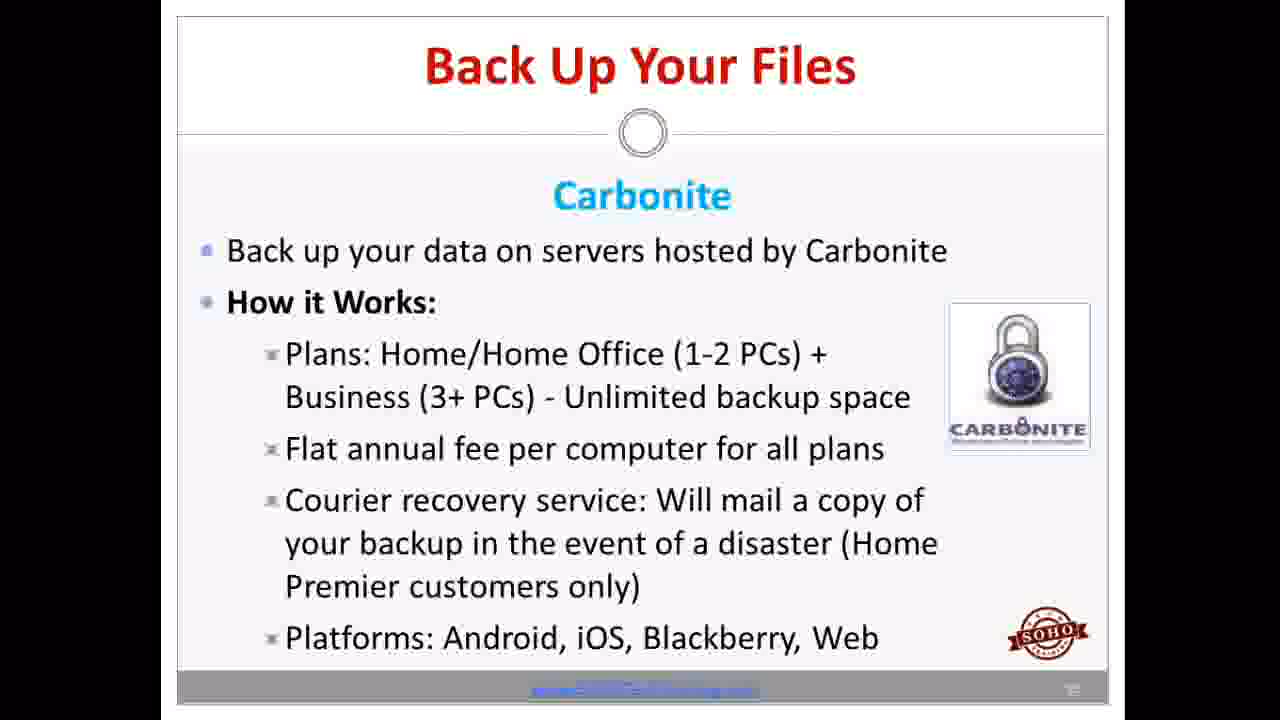 Back Up Your Files
Carbonite
Back up your data on servers hosted by Carbonite
How it Works:
Plans: Home/Home Office (1-2 PCs) +
Business (3+ PCs) - Unlimited backup space
Flat annual fee per computer for all plans
Courier recovery service: Will mail a copy of
your backup in the event of a disaster (Home
Premier customers only)
Platforms: Android, iOS, Blackberry, Web
CARBONITE
SOHO